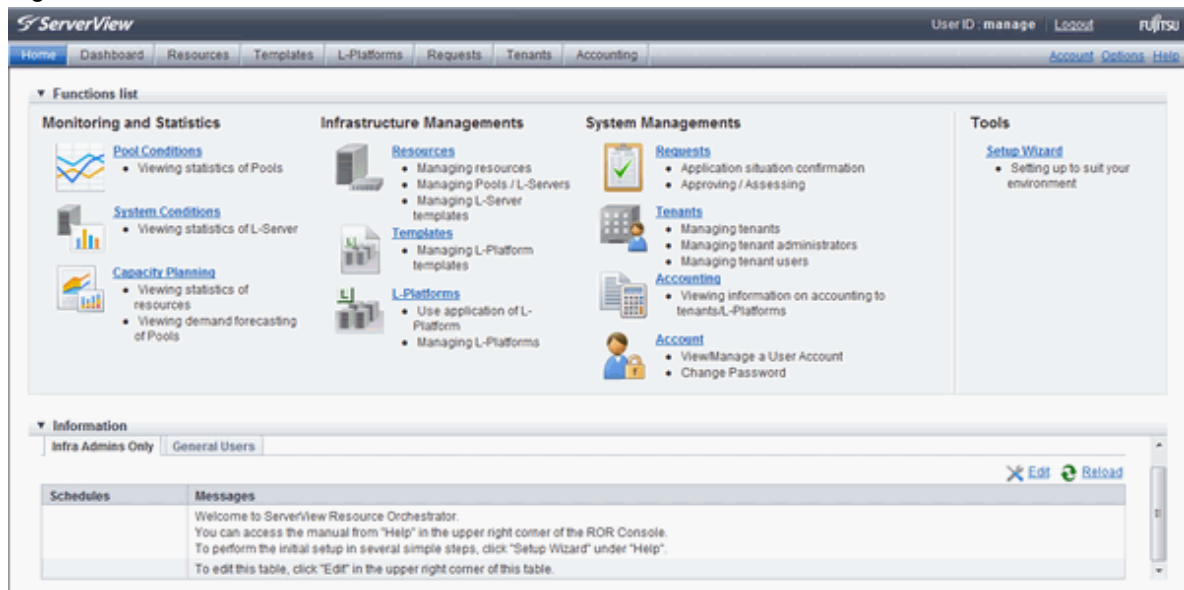 ServerView
User ID : manage Logout FUJITSU
Home Dashboard Resources Templates L-Platforms Requests Tenants Accounting
Account Options Help
Functions list
Monitoring and Statistics
Pool Conditions
• Viewing statistics of Pools
System Conditions
• Viewing statistics of L-Server
Capacity Planning
• Viewing statistics of
resources
• Viewing demand forecasting
of Pools
Infrastructure Managements
Resources
• Managing resources
• Managing Pools / L-Servers
• Managing L-Server
templates
Templates
• Managing L-Platform
templates
L-Platforms
• Use application of L-
Platform
• Managing L-Platforms
System Managements
Requests
• Application situation confirmation
• Approving / Assessing
Tenants
• Managing tenants
• Managing tenant administrators
• Managing tenant users
Accounting
• Viewing information on accounting to
tenants/L-Platforms
Account
• View/Manage a User Account
• Change Password
Tools
Setup Wizard
• Setting up to suit your
environment
Information
Infra Admins Only General Users
Edit Reload
Schedules Messages
Welcome to ServerView Resource Orchestrator.
You can access the manual from "Help" in the upper right corner of the ROR Console.
To perform the initial setup in several simple steps, click "Setup Wizard" under "Help".
To edit this table, click "Edit" in the upper right corner of this table.